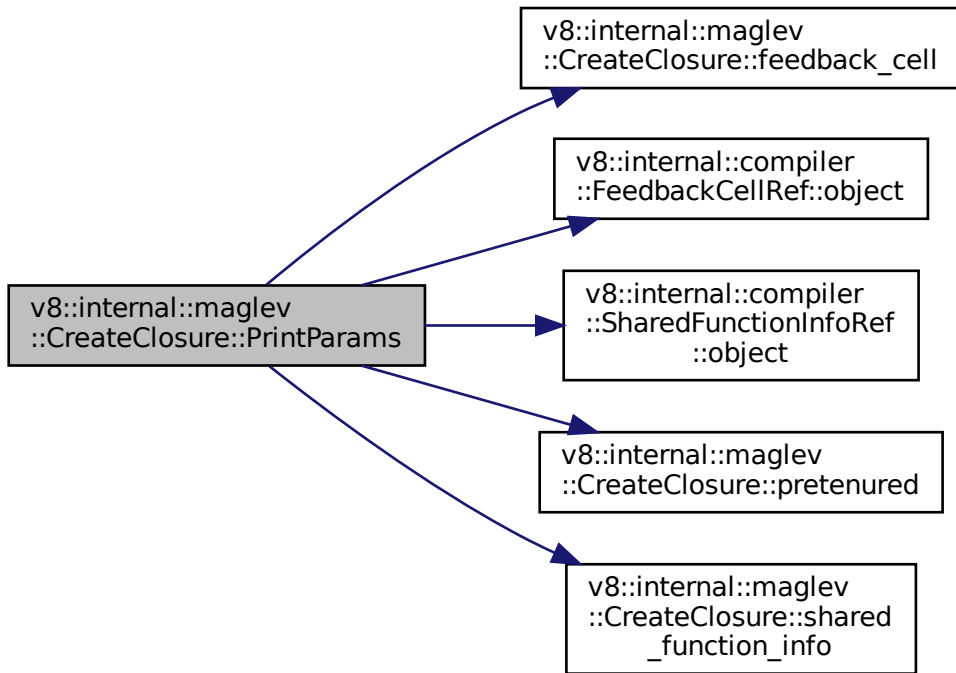 v8::internal::maglev
::CreateClosure::feedback_cell
v8::internal::compiler
::FeedbackCellRef::object
v8::internal::compiler
::SharedFunctionInfoRef
::object
v8::internal::maglev
::CreateClosure::PrintParams
v8::internal::maglev
::CreateClosure::pretenured
v8::internal::maglev
::CreateClosure::shared
_function_info